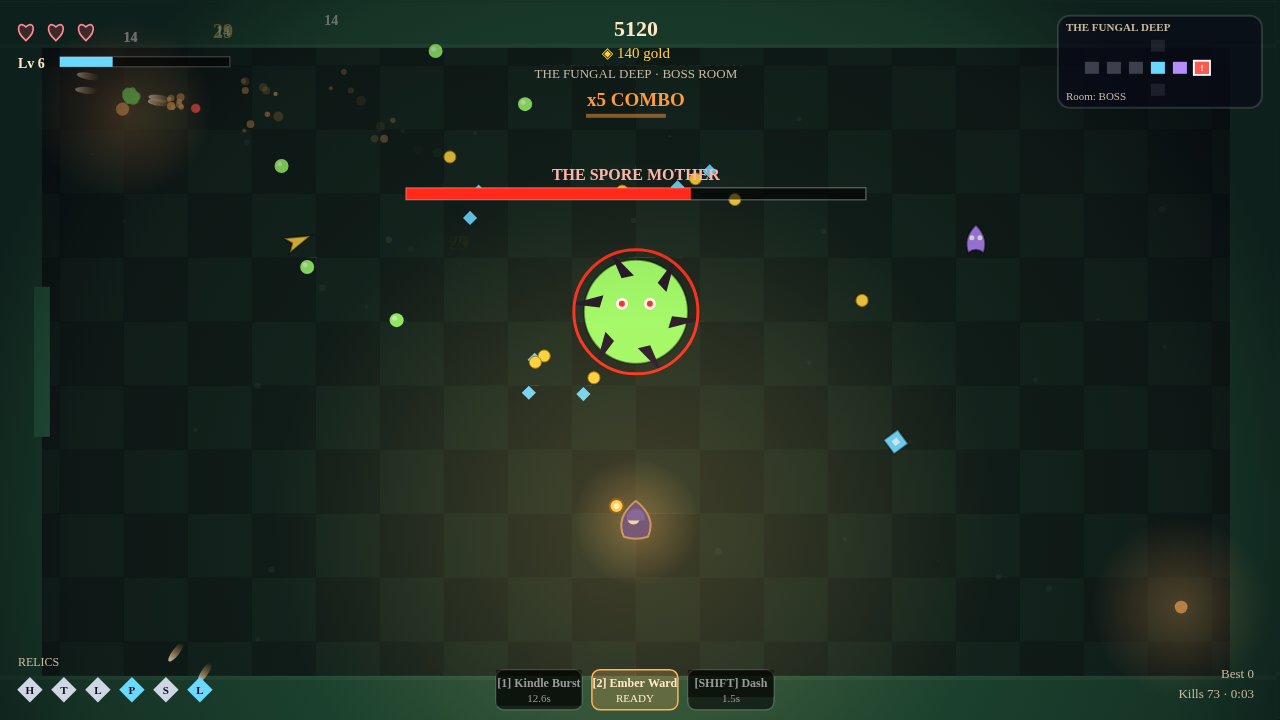 14
14
5120
◈ 140 gold
THE FUNGAL DEEP · BOSS ROOM
x5 COMBO
THE FUNGAL DEEP
!
Room: BOSS
Lv 6
THE SPORE MOTHER
RELICS
H T L P S L
[1] Kindle Burst
12.6s
[2] Ember Ward
READY
[SHIFT] Dash
1.5s
Best 0
Kills 73 · 0:03